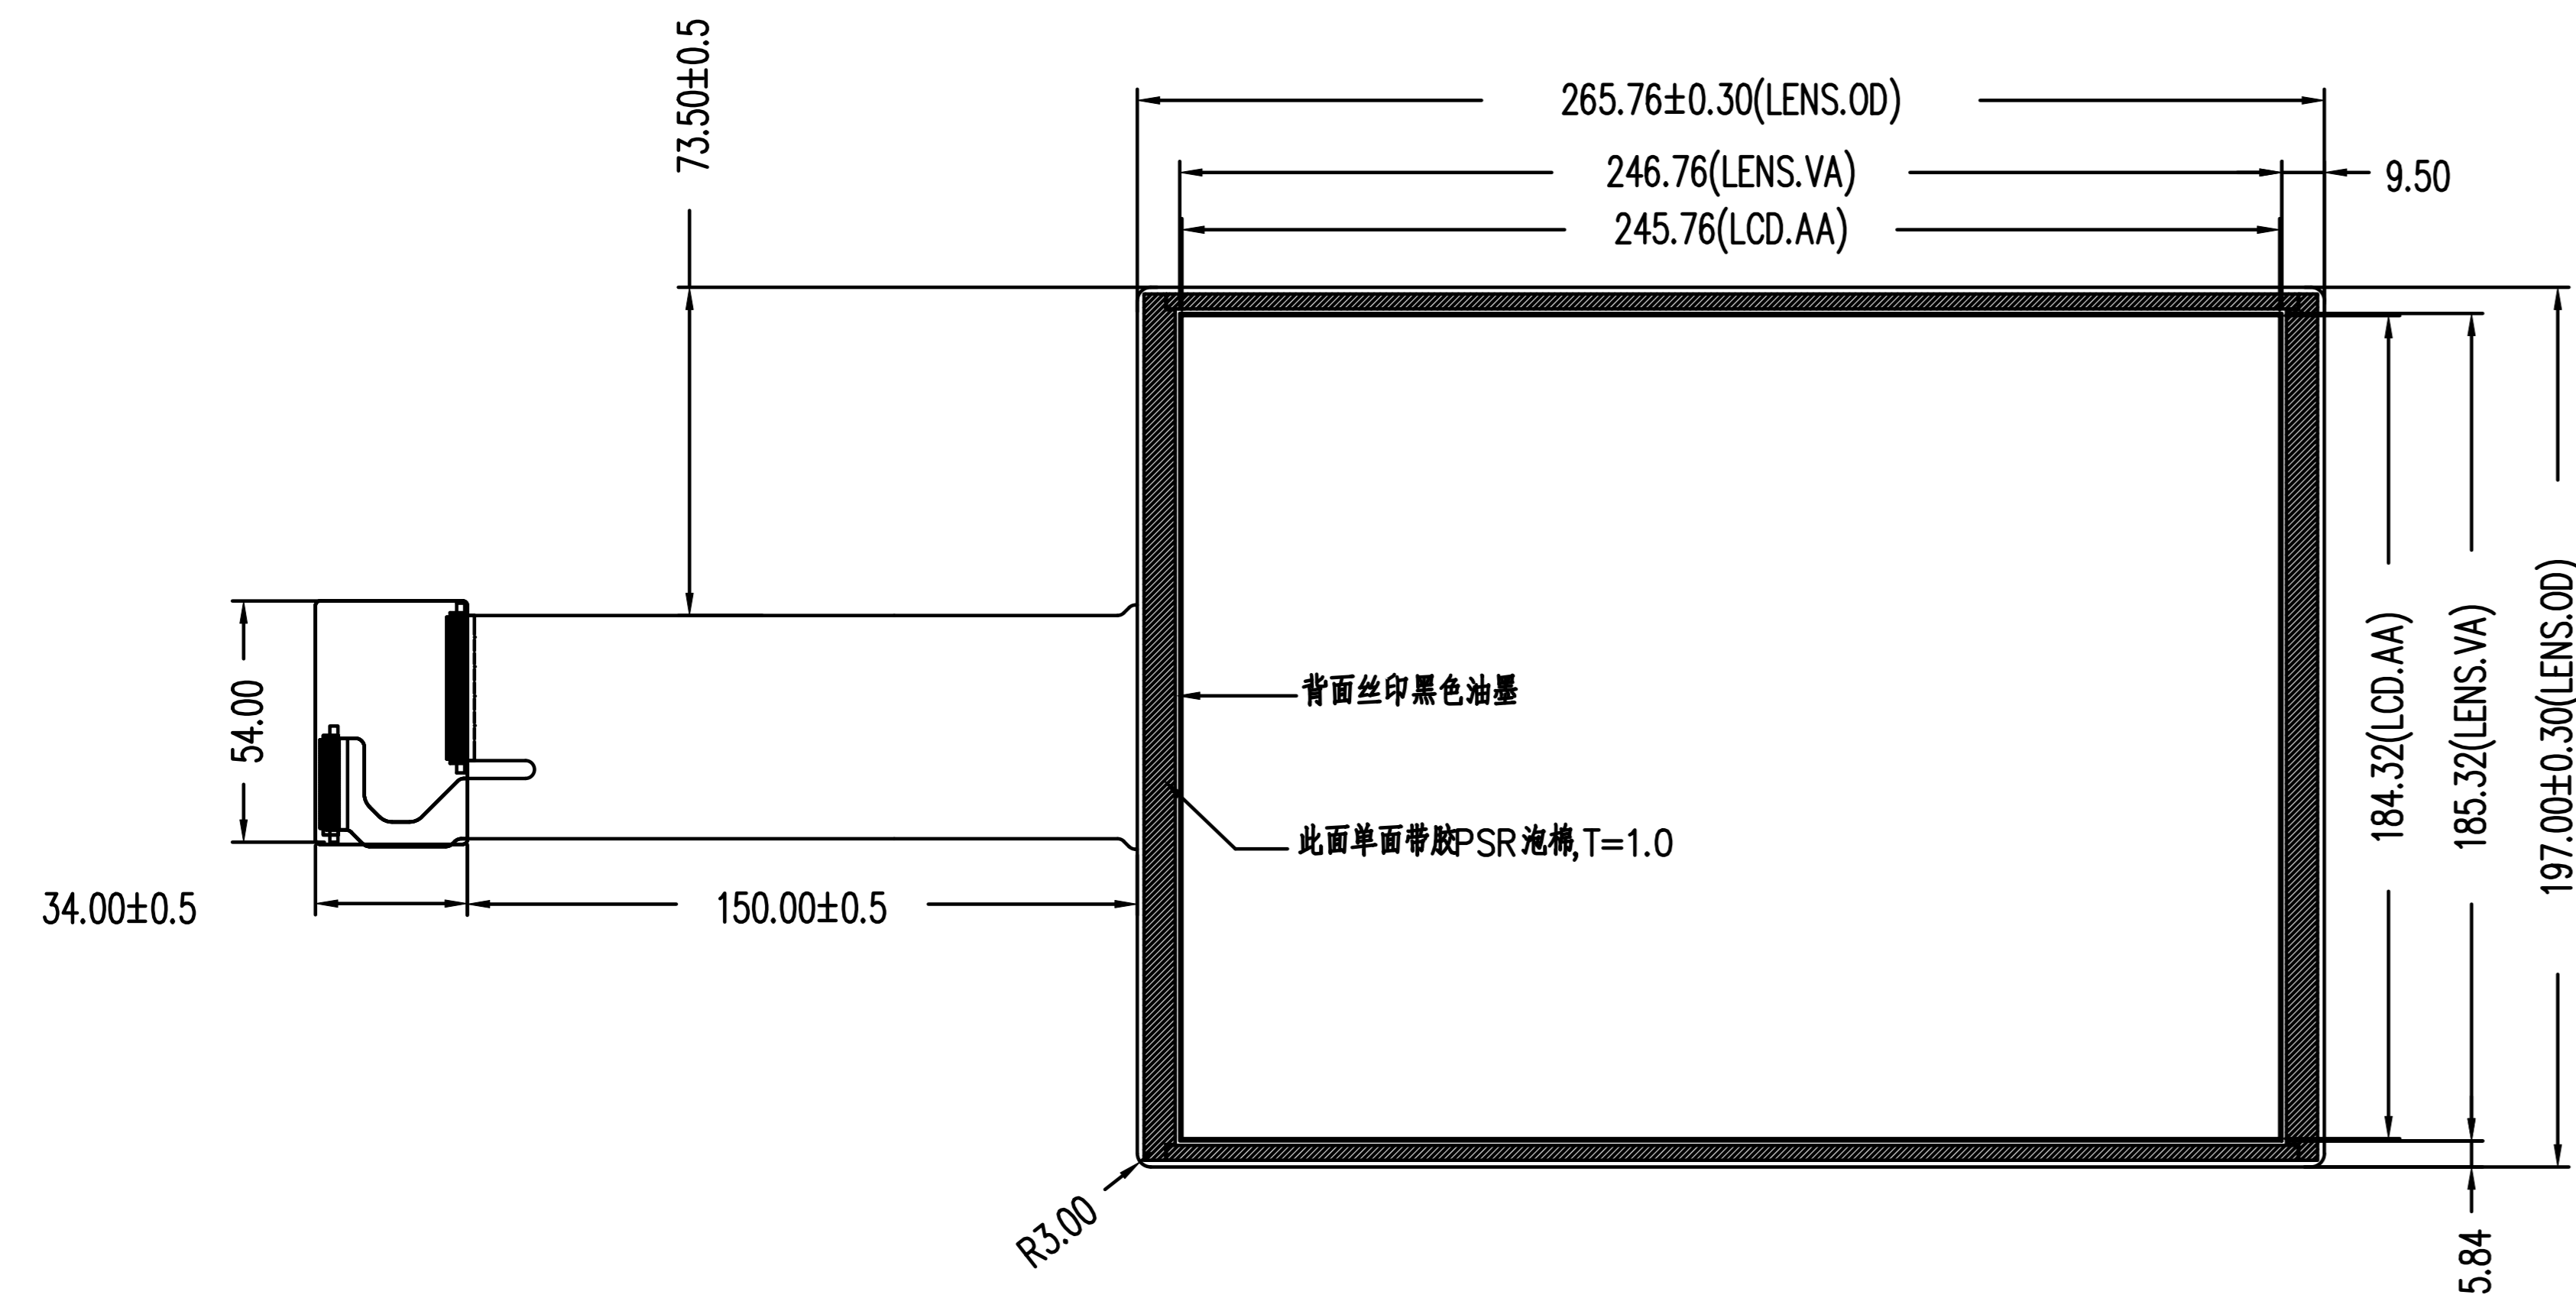 73.50±0.5
265.76±0.30(LENS.OD)
246.76(LENS.VA)
9.50
245.76(LCD.AA)
54.00
背面丝印黑色油墨
此面单面带胶PSR泡棉,T=1.0
184.32(LCD.AA)
185.32(LENS.VA)
197.00±0.30(LENS.OD)
34.00±0.5
150.00±0.5
R3.00
5.84